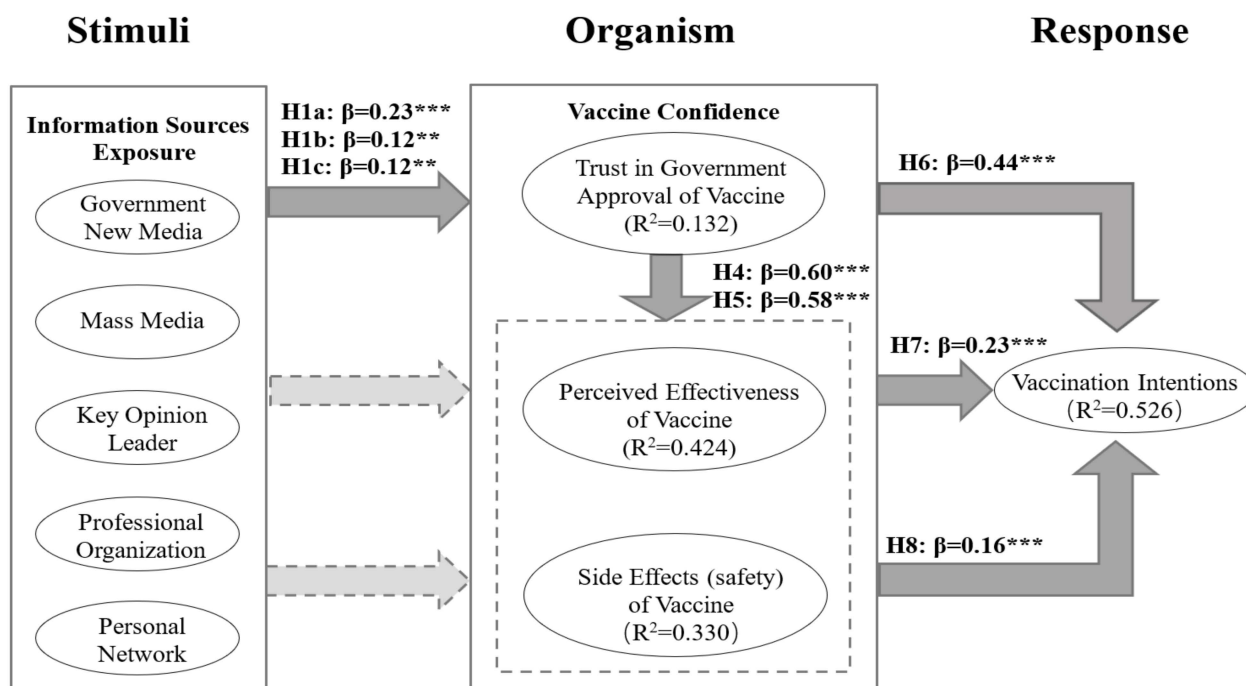 Stimuli
Organism
Response
Information Sources
Exposure
Government
New Media
Mass Media
Key Opinion
Leader
Professional
Organization
Personal
Network
H1a: β=0.23***
H1b: β=0.12**
H1c: β=0.12**
Vaccine Confidence
Trust in Government
Approval of Vaccine
(R²=0.132)
H4: β=0.60***
H5: β=0.58***
Perceived Effectiveness
of Vaccine
(R²=0.424)
Side Effects (safety)
of Vaccine
（R²=0.330）
H6: β=0.44***
H7: β=0.23***
H8: β=0.16***
Vaccination Intentions
（R²=0.526）